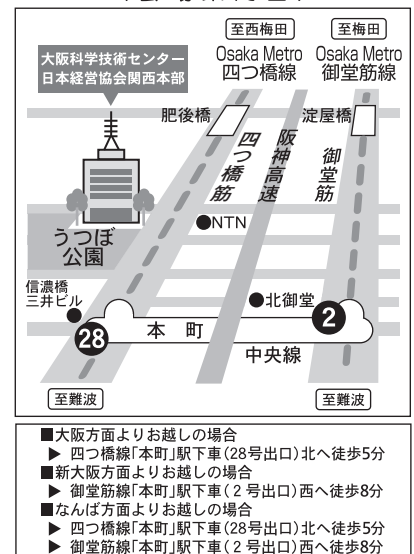 至西梅田
至梅田
Osaka Metro
四つ橋線
Osaka Metro
御堂筋線
大阪科学技術センター
日本経営協会関西本部
肥後橋
淀屋橋
四つ橋筋
阪神高速
御堂筋
●NTN
うつぼ
公園
信濃橋
三井ビル
●北御堂
28
本町
2
中央線
至難波
至難波
■大阪方面よりお越しの場合
▶ 四つ橋線「本町」駅下車(28号出口)北へ徒歩5分
■新大阪方面よりお越しの場合
▶ 御堂筋線「本町」駅下車(2号出口)西へ徒歩8分
■なんば方面よりお越しの場合
▶ 四つ橋線「本町」駅下車(28号出口)北へ徒歩5分
▶ 御堂筋線「本町」駅下車(2号出口)西へ徒歩8分